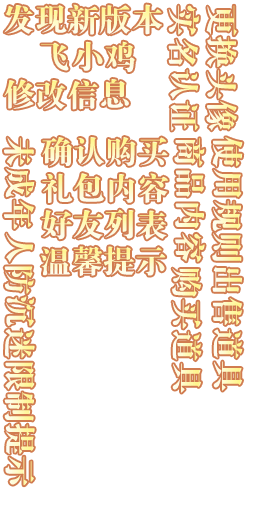 发现新版本
飞小鸡
修改信息
确认购买
礼包内容
好友列表
温馨提示
未成年人防沉迷限制提示
实名认证
商品内容
购买道具
更换头像
使用规则
出售道具